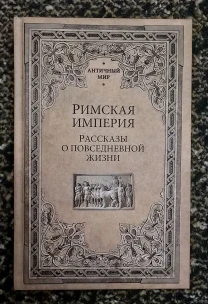 АНТИЧНЫЙ
МИР
РИМСКАЯ
ИМПЕРИЯ
РАССКАЗЫ
О ПОВСЕДНЕВНОЙ
ЖИЗНИ